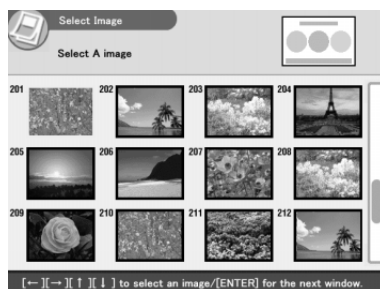 Select Image
Select A image
201 202 203 204
205 206 207 208
209 210 211 212
[←][→][↑][↓] to select an image/[ENTER] for the next window.